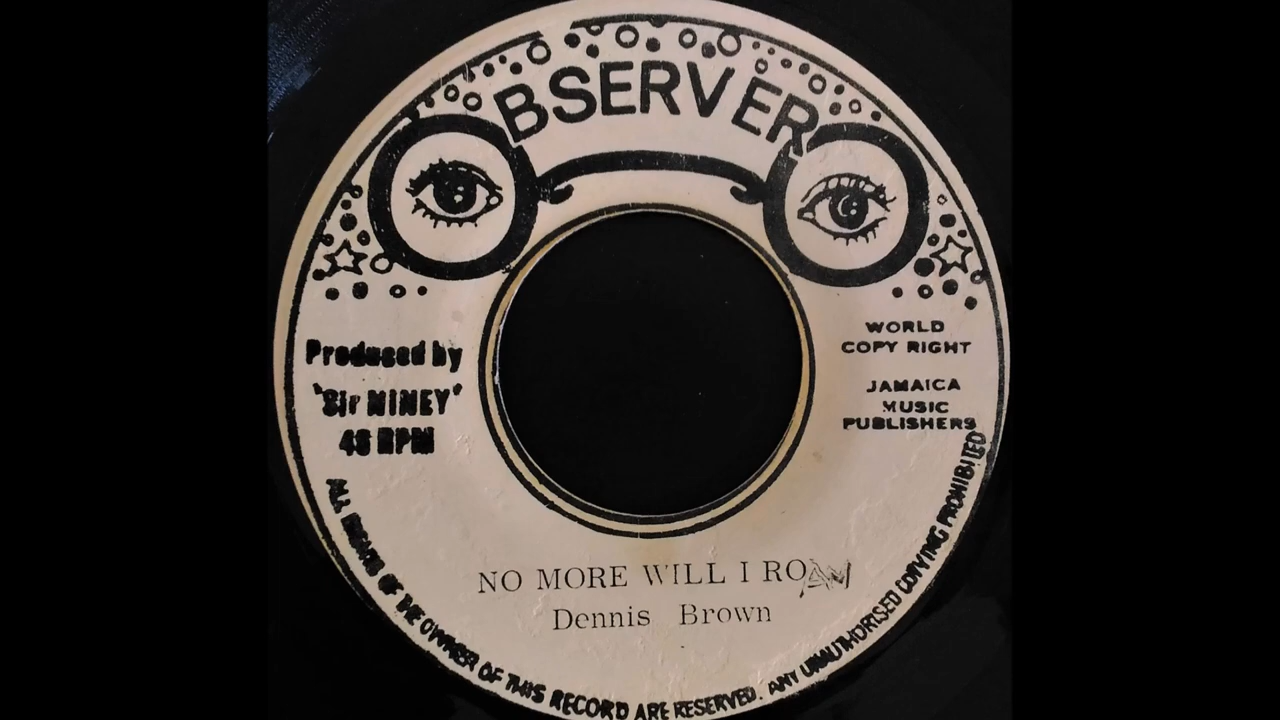 OBSERVER
Produced by
'Sir NINEY'
45 RPM
WORLD
COPY RIGHT
JAMAICA
MUSIC
PUBLISHERS
NO MORE WILL I ROAM
Dennis Brown
ALL RIGHTS OF THE OWNER OF THIS RECORD ARE RESERVED. ANY UNAUTHORISED COPYING PROHIBITED